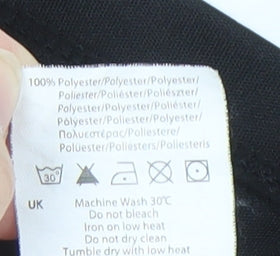 100% Polyester/Polyester/Polyester/
Poliester/Poliéster/Poliészter/
Polyester/Polyester/Poliéster/
Polyester/Polyester/Polyester/
Πολυεστέρας/Poliestere/
Polüester/Poliesters/Poliesteris
30°
UK Machine Wash 30℃
Do not bleach
Iron on low heat
Do not dry clean
Tumble dry with low heat